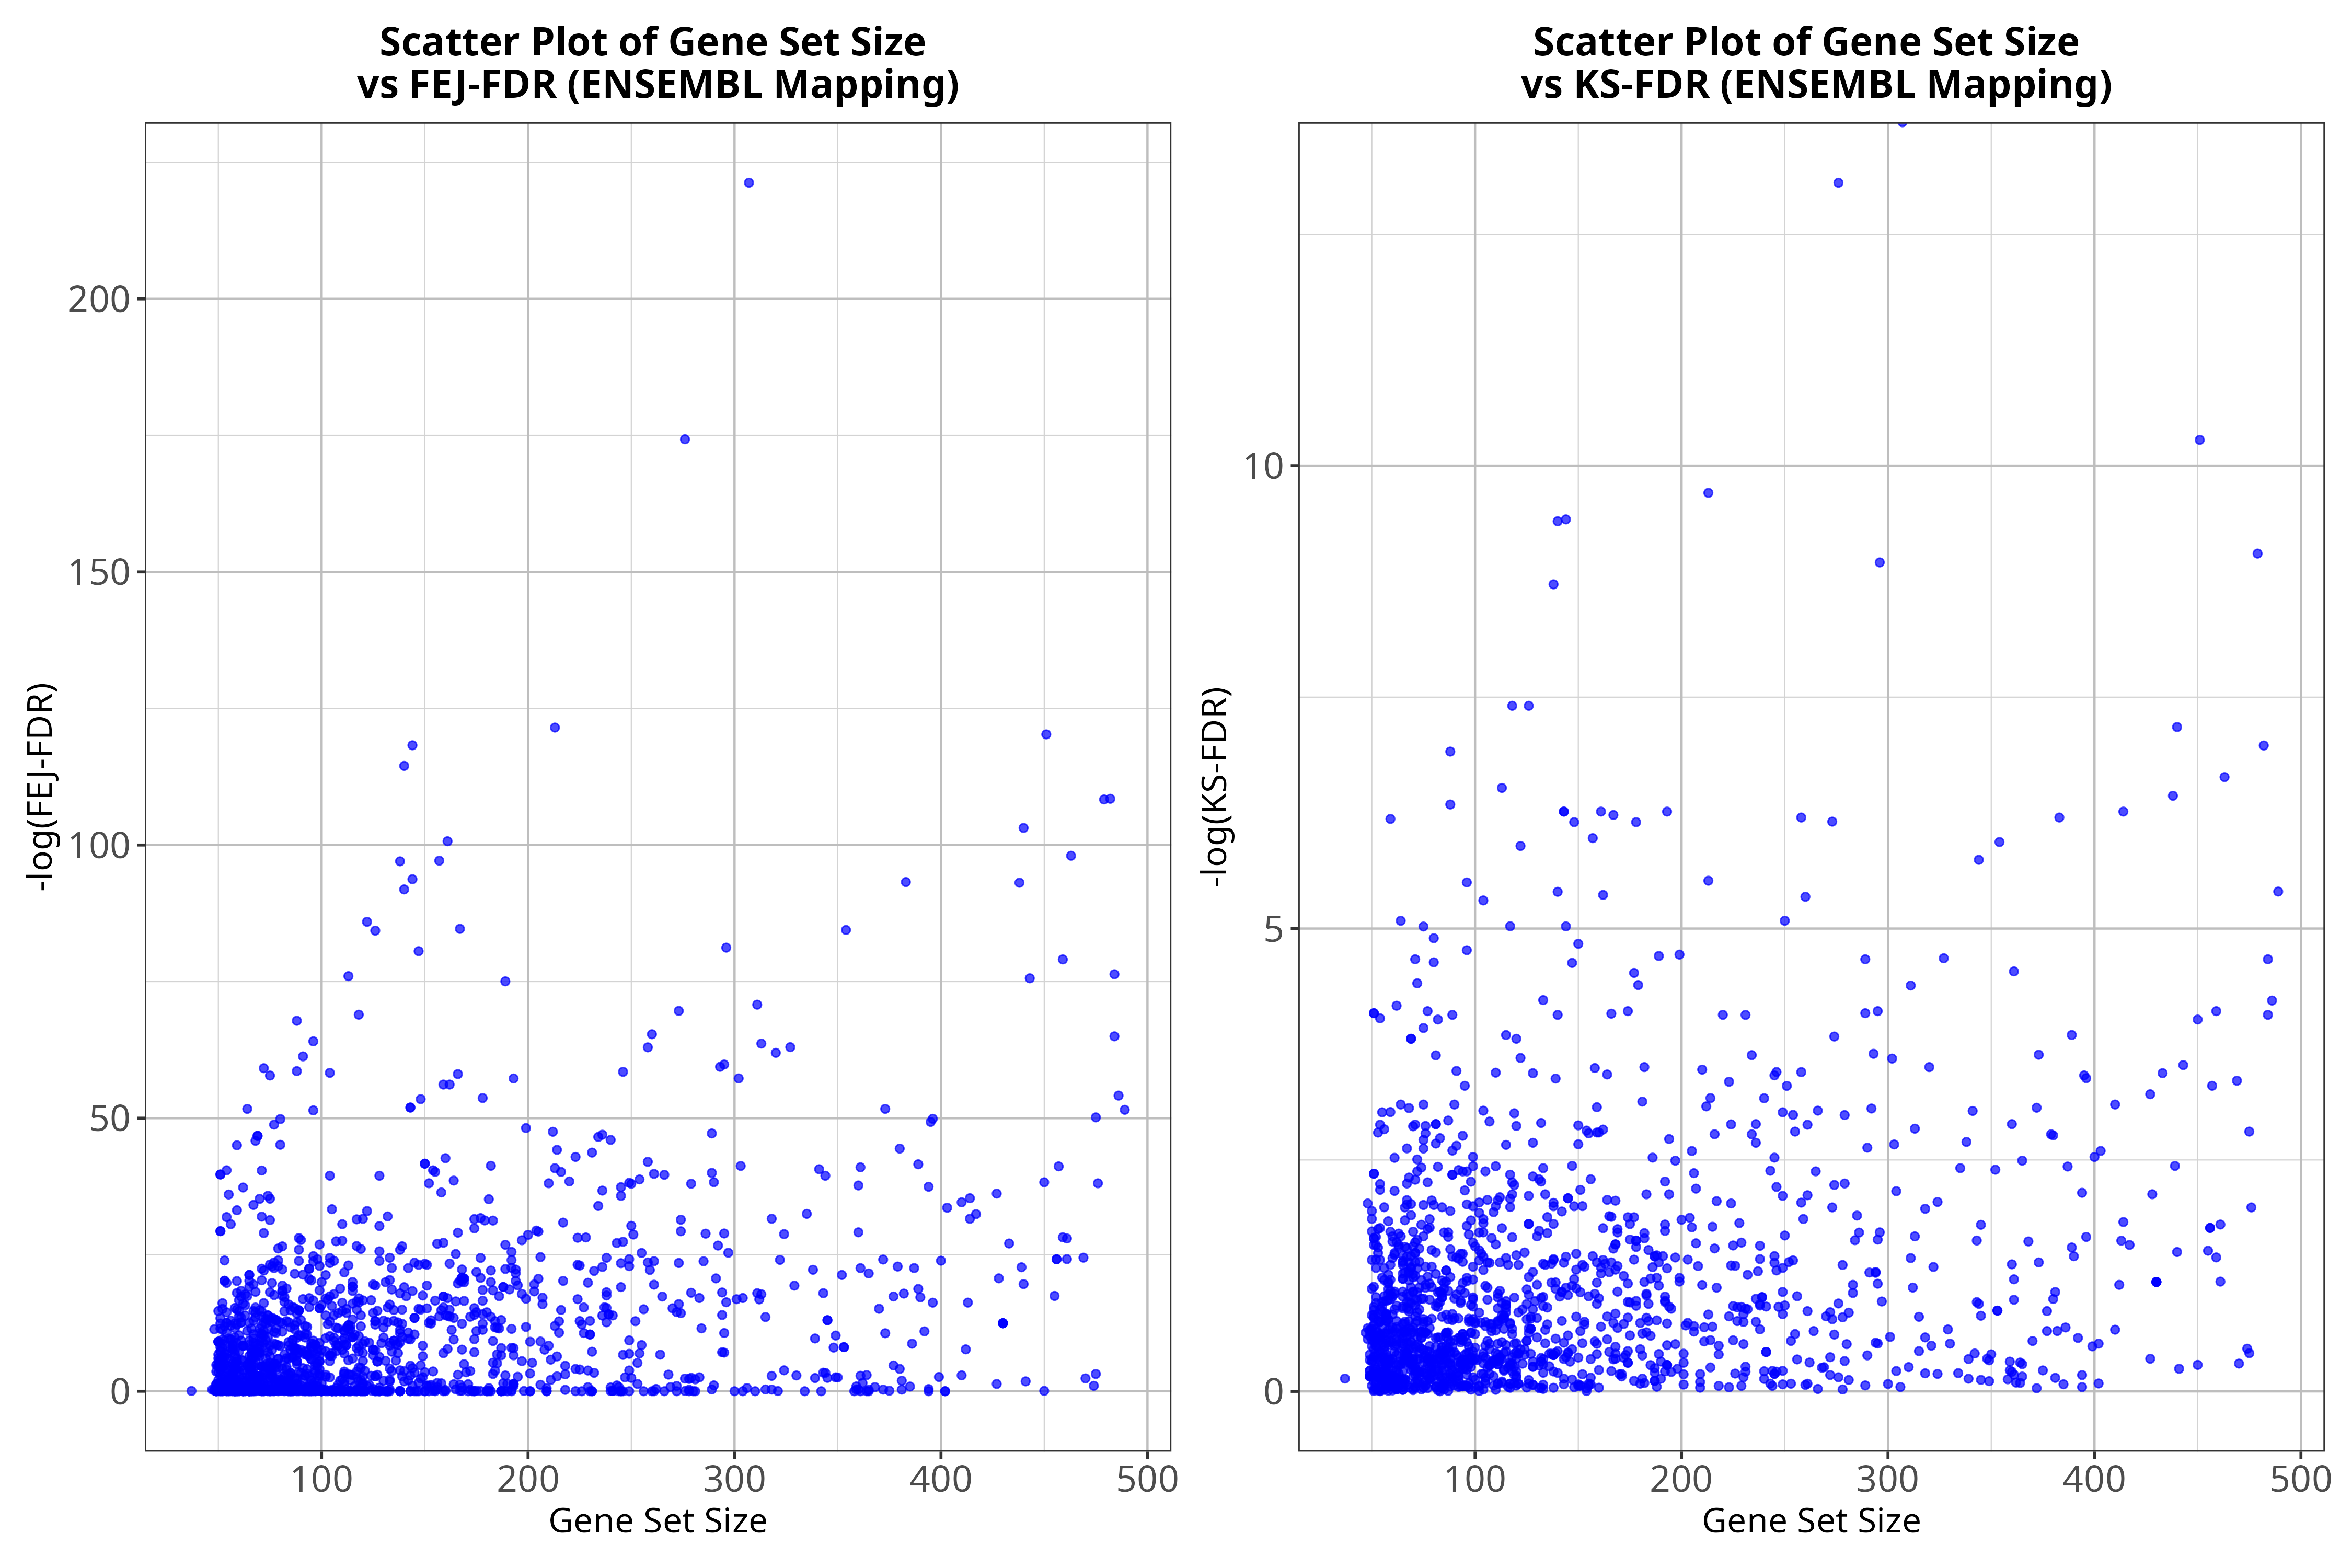 Scatter Plot of Gene Set Size
vs FEJ-FDR (ENSEMBL Mapping)
-log(FEJ-FDR)
200
150
100
50
0
100 200 300 400 500
Gene Set Size
Scatter Plot of Gene Set Size
vs KS-FDR (ENSEMBL Mapping)
-log(KS-FDR)
10
5
0
100 200 300 400 500
Gene Set Size